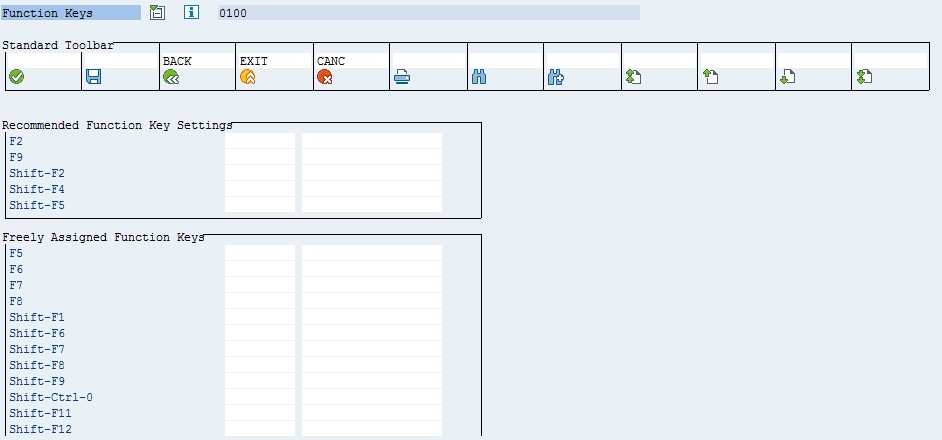 Function Keys 0100
Standard Toolbar
BACK EXIT CANC
Recommended Function Key Settings
F2
F9
Shift-F2
Shift-F4
Shift-F5
Freely Assigned Function Keys
F5
F6
F7
F8
Shift-F1
Shift-F6
Shift-F7
Shift-F8
Shift-F9
Shift-Ctrl-0
Shift-F11
Shift-F12